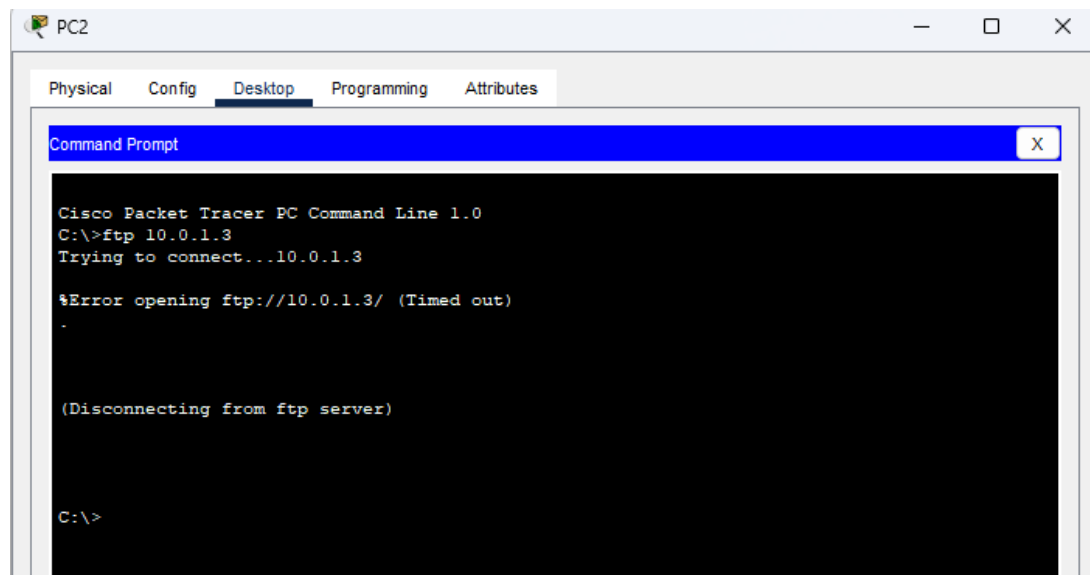 PC2
Physical Config Desktop Programming Attributes
Command Prompt
X
Cisco Packet Tracer PC Command Line 1.0
C:\>ftp 10.0.1.3
Trying to connect...10.0.1.3
%Error opening ftp://10.0.1.3/ (Timed out)
.
(Disconnecting from ftp server)
C:\>